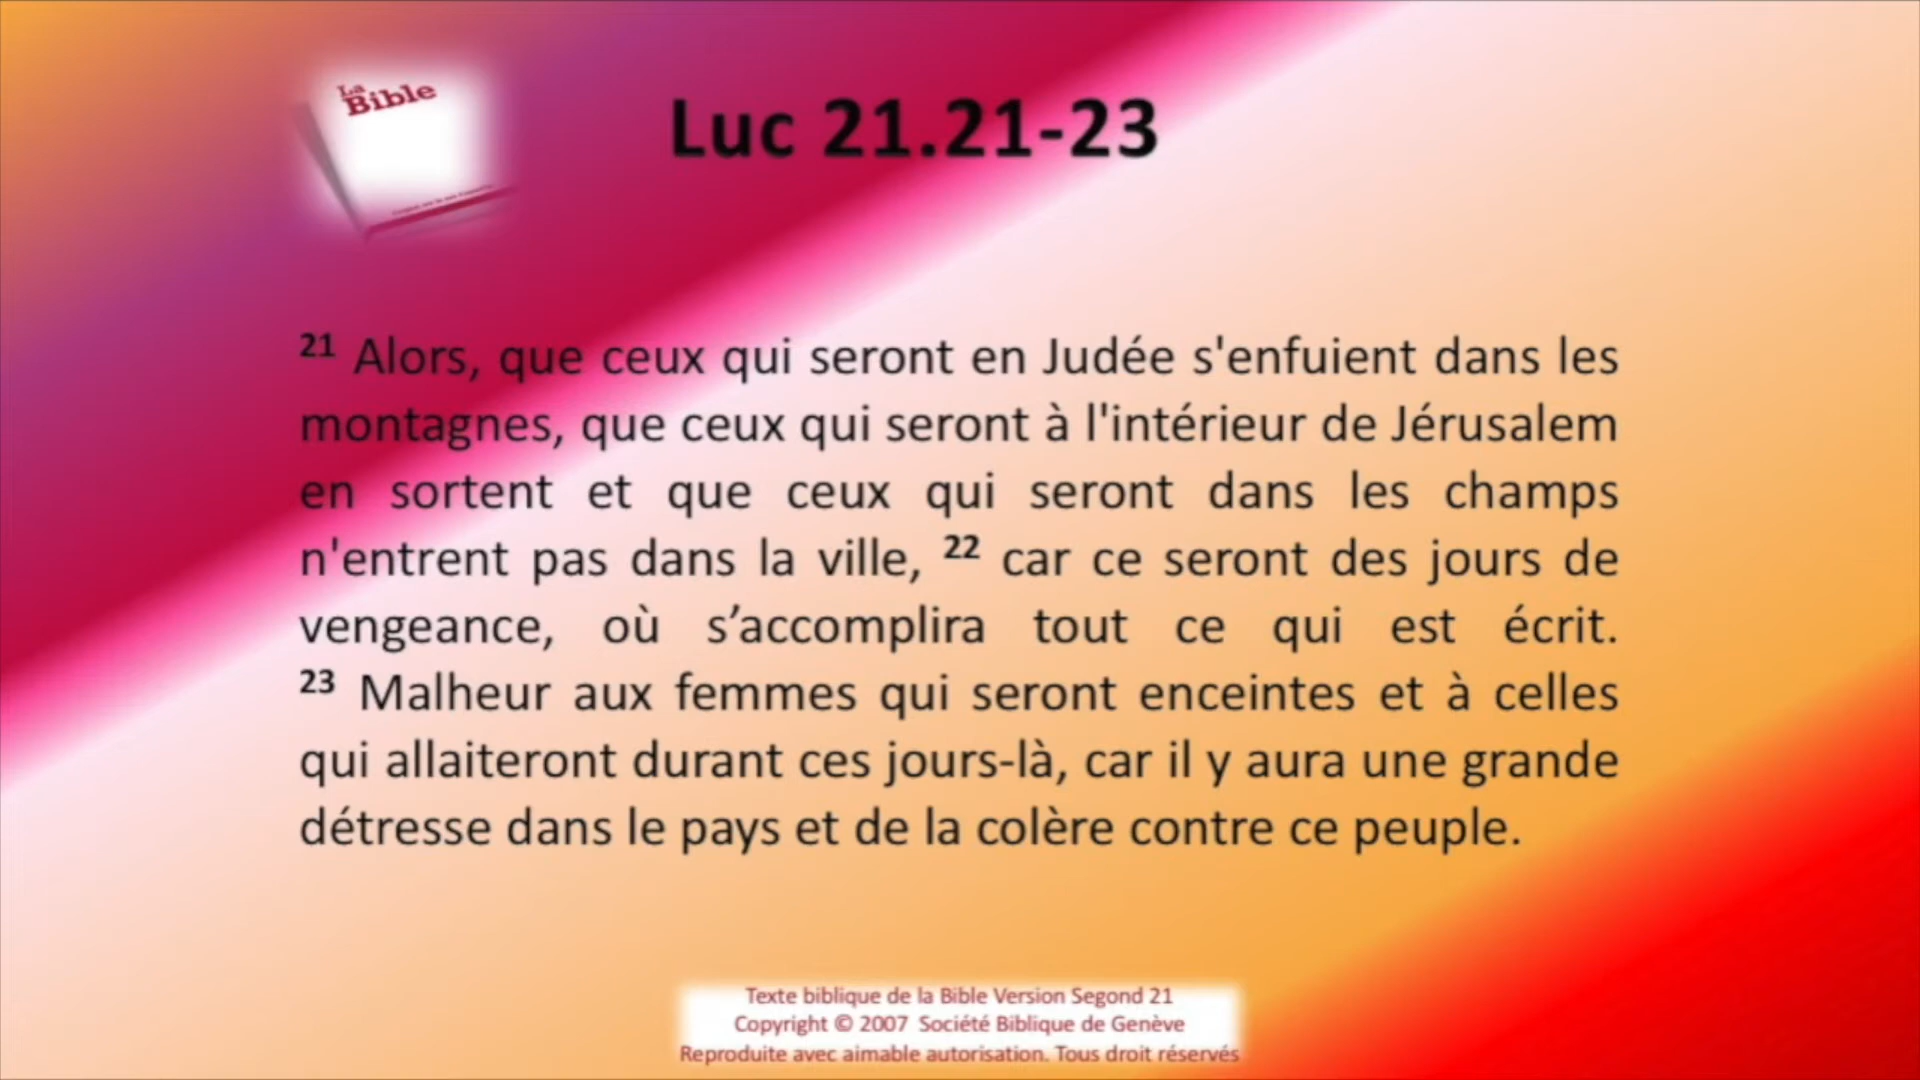 La
Bible
Luc 21.21-23
21 Alors, que ceux qui seront en Judée s'enfuient dans les
montagnes, que ceux qui seront à l'intérieur de Jérusalem
en sortent et que ceux qui seront dans les champs
n'entrent pas dans la ville, 22 car ce seront des jours de
vengeance, où s’accomplira tout ce qui est écrit.
23 Malheur aux femmes qui seront enceintes et à celles
qui allaiteront durant ces jours-là, car il y aura une grande
détresse dans le pays et de la colère contre ce peuple.
Texte biblique de la Bible Version Segond 21
Copyright © 2007 Société Biblique de Genève
Reproduite avec aimable autorisation. Tous droit réservés